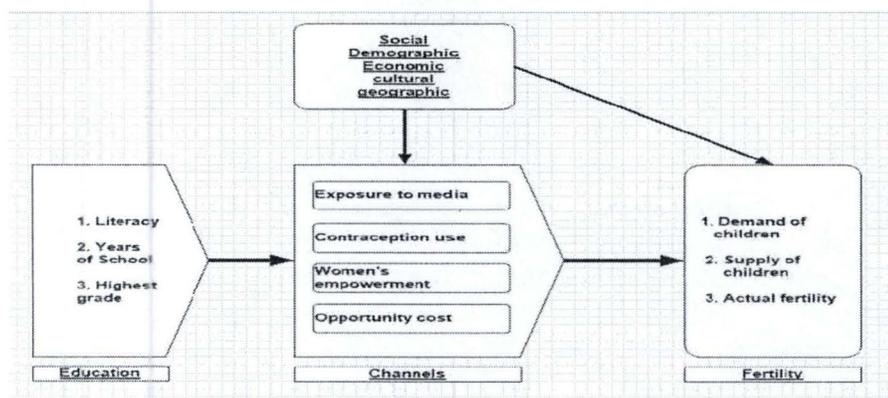 Social
Demographic
Economic
cultural
geographic
1. Literacy
2. Years
of School
3. Highest
grade
Exposure to media
Contraception use
Women's
empowerment
Opportunity cost
1. Demand of
children
2. Supply of
children
3. Actual fertility
Education
Channels
Fertility